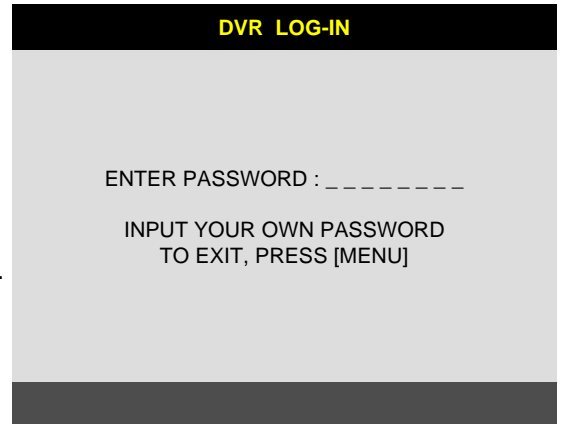 DVR LOG-IN
ENTER PASSWORD : _ _ _ _ _ _ _ _
INPUT YOUR OWN PASSWORD
TO EXIT, PRESS [MENU]